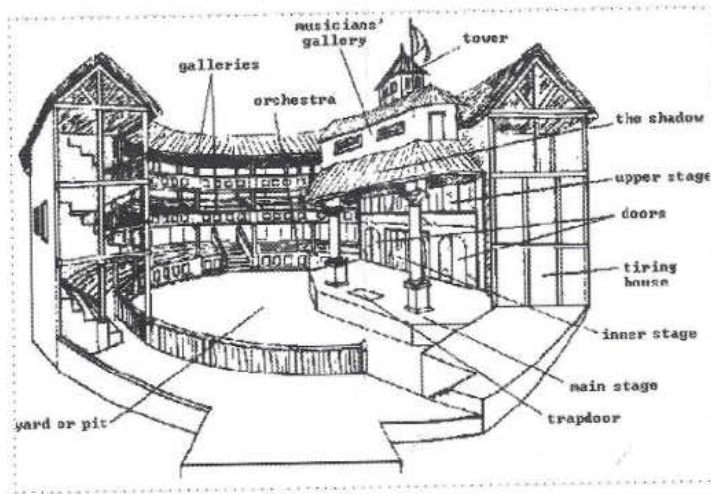 musicians'
gallery
tower
galleries
orchestra
the shadow
upper stage
doors
tiring
house
inner stage
main stage
trapdoor
yard or pit